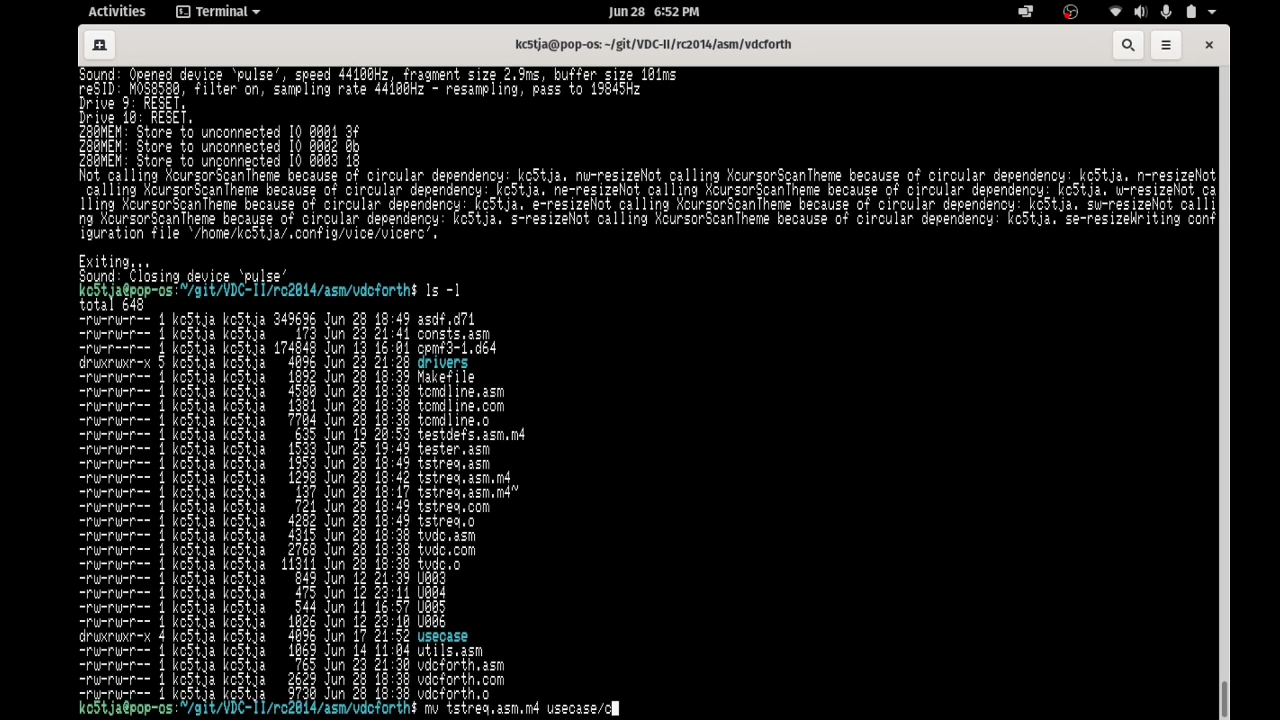 Activities Terminal Jun 28 6:52 PM
kc5tja@pop-os: ~/git/VDC-II/rc2014/asm/vdcforth
Sound: Opened device `pulse', speed 44100Hz, fragment size 2.9ms, buffer size 101ms
reSID: MOS8580, filter on, sampling rate 44100Hz - resampling, pass to 19845Hz
Drive 9: RESET.
Drive 10: RESET.
Z80MEM: Store to unconnected IO 0001 3f
Z80MEM: Store to unconnected IO 0002 0b
Z80MEM: Store to unconnected IO 0003 18
Not calling XcursorScanTheme because of circular dependency: kc5tja. nw-resizeNot calling XcursorScanTheme because of circular dependency: kc5tja. n-resizeNot
 calling XcursorScanTheme because of circular dependency: kc5tja. ne-resizeNot calling XcursorScanTheme because of circular dependency: kc5tja. w-resizeNot ca
lling XcursorScanTheme because of circular dependency: kc5tja. e-resizeNot calling XcursorScanTheme because of circular dependency: kc5tja. sw-resizeNot calli
ng XcursorScanTheme because of circular dependency: kc5tja. s-resizeNot calling XcursorScanTheme because of circular dependency: kc5tja. se-resizeWriting conf
iguration file `/home/kc5tja/.config/vice/vicerc'.
Exiting...
Sound: Closing device `pulse'
kc5tja@pop-os:~/git/VDC-II/rc2014/asm/vdcforth$ ls -l
total 648
-rw-rw-r-- 1 kc5tja kc5tja 349696 Jun 28 18:49 asdf.d71
-rw-rw-r-- 1 kc5tja kc5tja    173 Jun 23 21:41 consts.asm
-rw-r--r-- 1 kc5tja kc5tja 174848 Jun 13 16:01 cpmf3-1.d64
drwxrwxr-x 5 kc5tja kc5tja   4096 Jun 23 21:28 drivers
-rw-rw-r-- 1 kc5tja kc5tja   1892 Jun 28 18:39 Makefile
-rw-rw-r-- 1 kc5tja kc5tja   4580 Jun 28 18:38 tcmdline.asm
-rw-rw-r-- 1 kc5tja kc5tja   1381 Jun 28 18:38 tcmdline.com
-rw-rw-r-- 1 kc5tja kc5tja   7704 Jun 28 18:38 tcmdline.o
-rw-rw-r-- 1 kc5tja kc5tja    635 Jun 19 20:53 testdefs.asm.m4
-rw-rw-r-- 1 kc5tja kc5tja   1533 Jun 25 19:49 tester.asm
-rw-rw-r-- 1 kc5tja kc5tja   1953 Jun 28 18:49 tstreq.asm
-rw-rw-r-- 1 kc5tja kc5tja   1298 Jun 28 18:42 tstreq.asm.m4
-rw-rw-r-- 1 kc5tja kc5tja    137 Jun 28 18:17 tstreq.asm.m4~
-rw-rw-r-- 1 kc5tja kc5tja    721 Jun 28 18:49 tstreq.com
-rw-rw-r-- 1 kc5tja kc5tja   4282 Jun 28 18:49 tstreq.o
-rw-rw-r-- 1 kc5tja kc5tja   4315 Jun 28 18:38 tvdc.asm
-rw-rw-r-- 1 kc5tja kc5tja   2768 Jun 28 18:38 tvdc.com
-rw-rw-r-- 1 kc5tja kc5tja  11311 Jun 28 18:38 tvdc.o
-rw-rw-r-- 1 kc5tja kc5tja    849 Jun 12 21:39 U003
-rw-rw-r-- 1 kc5tja kc5tja    475 Jun 12 23:11 U004
-rw-rw-r-- 1 kc5tja kc5tja    544 Jun 11 16:57 U005
-rw-rw-r-- 1 kc5tja kc5tja   1026 Jun 12 23:10 U006
drwxrwxr-x 4 kc5tja kc5tja   4096 Jun 17 21:52 usecase
-rw-rw-r-- 1 kc5tja kc5tja   1069 Jun 14 11:04 utils.asm
-rw-rw-r-- 1 kc5tja kc5tja    765 Jun 23 21:30 vdcforth.asm
-rw-rw-r-- 1 kc5tja kc5tja   2629 Jun 28 18:38 vdcforth.com
-rw-rw-r-- 1 kc5tja kc5tja   9730 Jun 28 18:38 vdcforth.o
kc5tja@pop-os:~/git/VDC-II/rc2014/asm/vdcforth$ mv tstreq.asm.m4 usecase/c